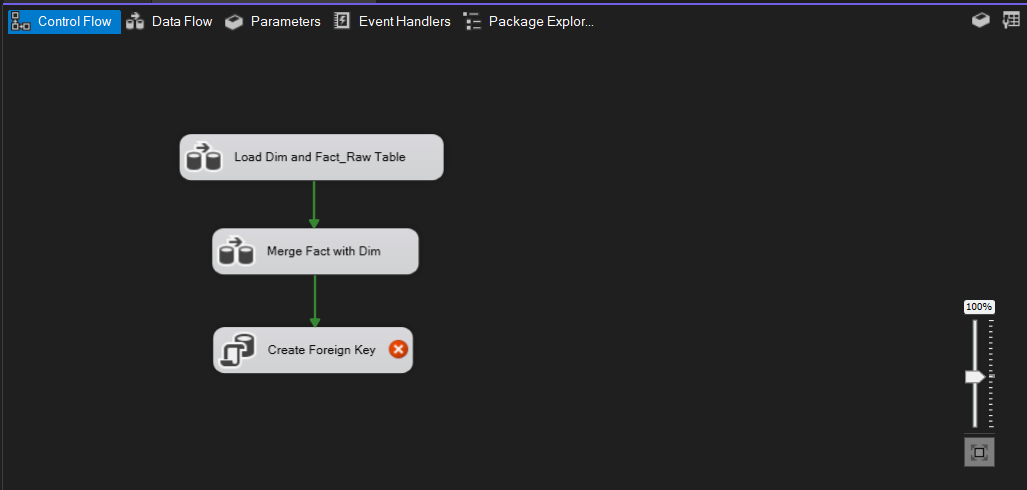 Control Flow Data Flow Parameters Event Handlers Package Explor...
Load Dim and Fact_Raw Table
Merge Fact with Dim
100%
Create Foreign Key